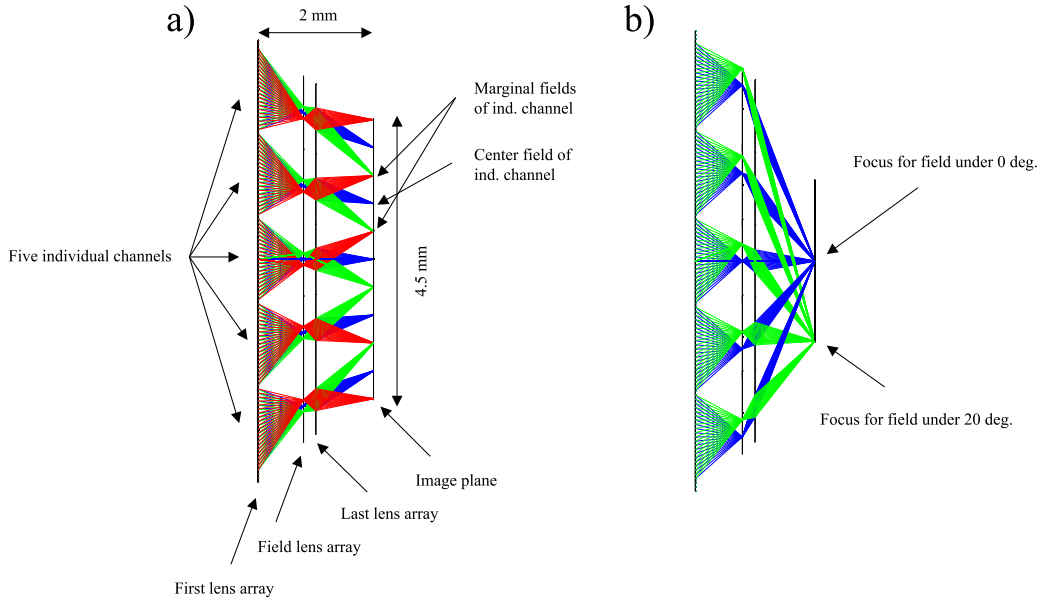 a)
2 mm
b)
Marginal fields
of ind. channel
Center field of
ind. channel
Focus for field under 0 deg.
Five individual channels
4.5 mm
Focus for field under 20 deg.
Image plane
Last lens array
Field lens array
First lens array